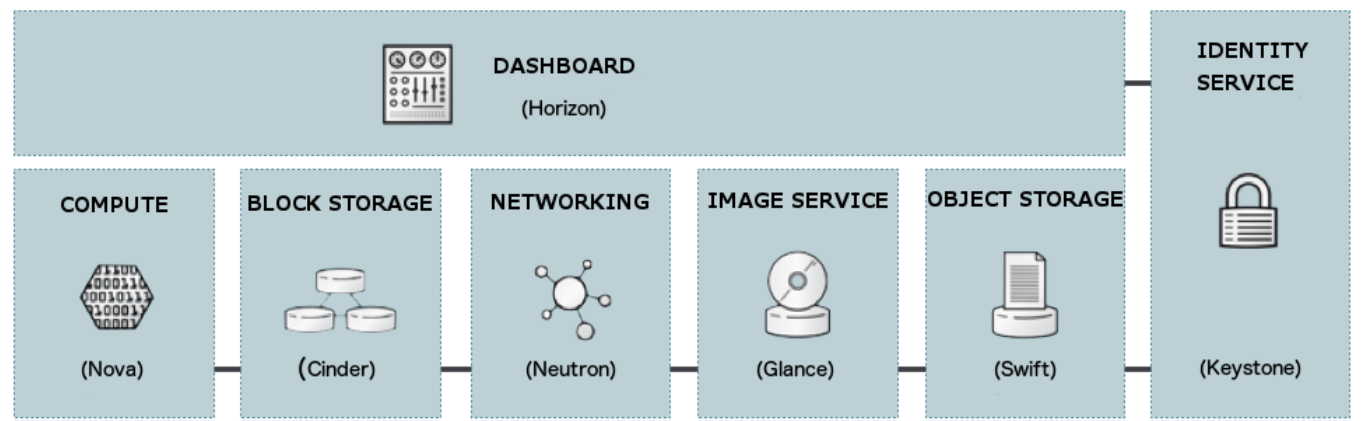 DASHBOARD
(Horizon)
IDENTITY
SERVICE
(Keystone)
COMPUTE
(Nova)
BLOCK STORAGE
(Cinder)
NETWORKING
(Neutron)
IMAGE SERVICE
(Glance)
OBJECT STORAGE
(Swift)